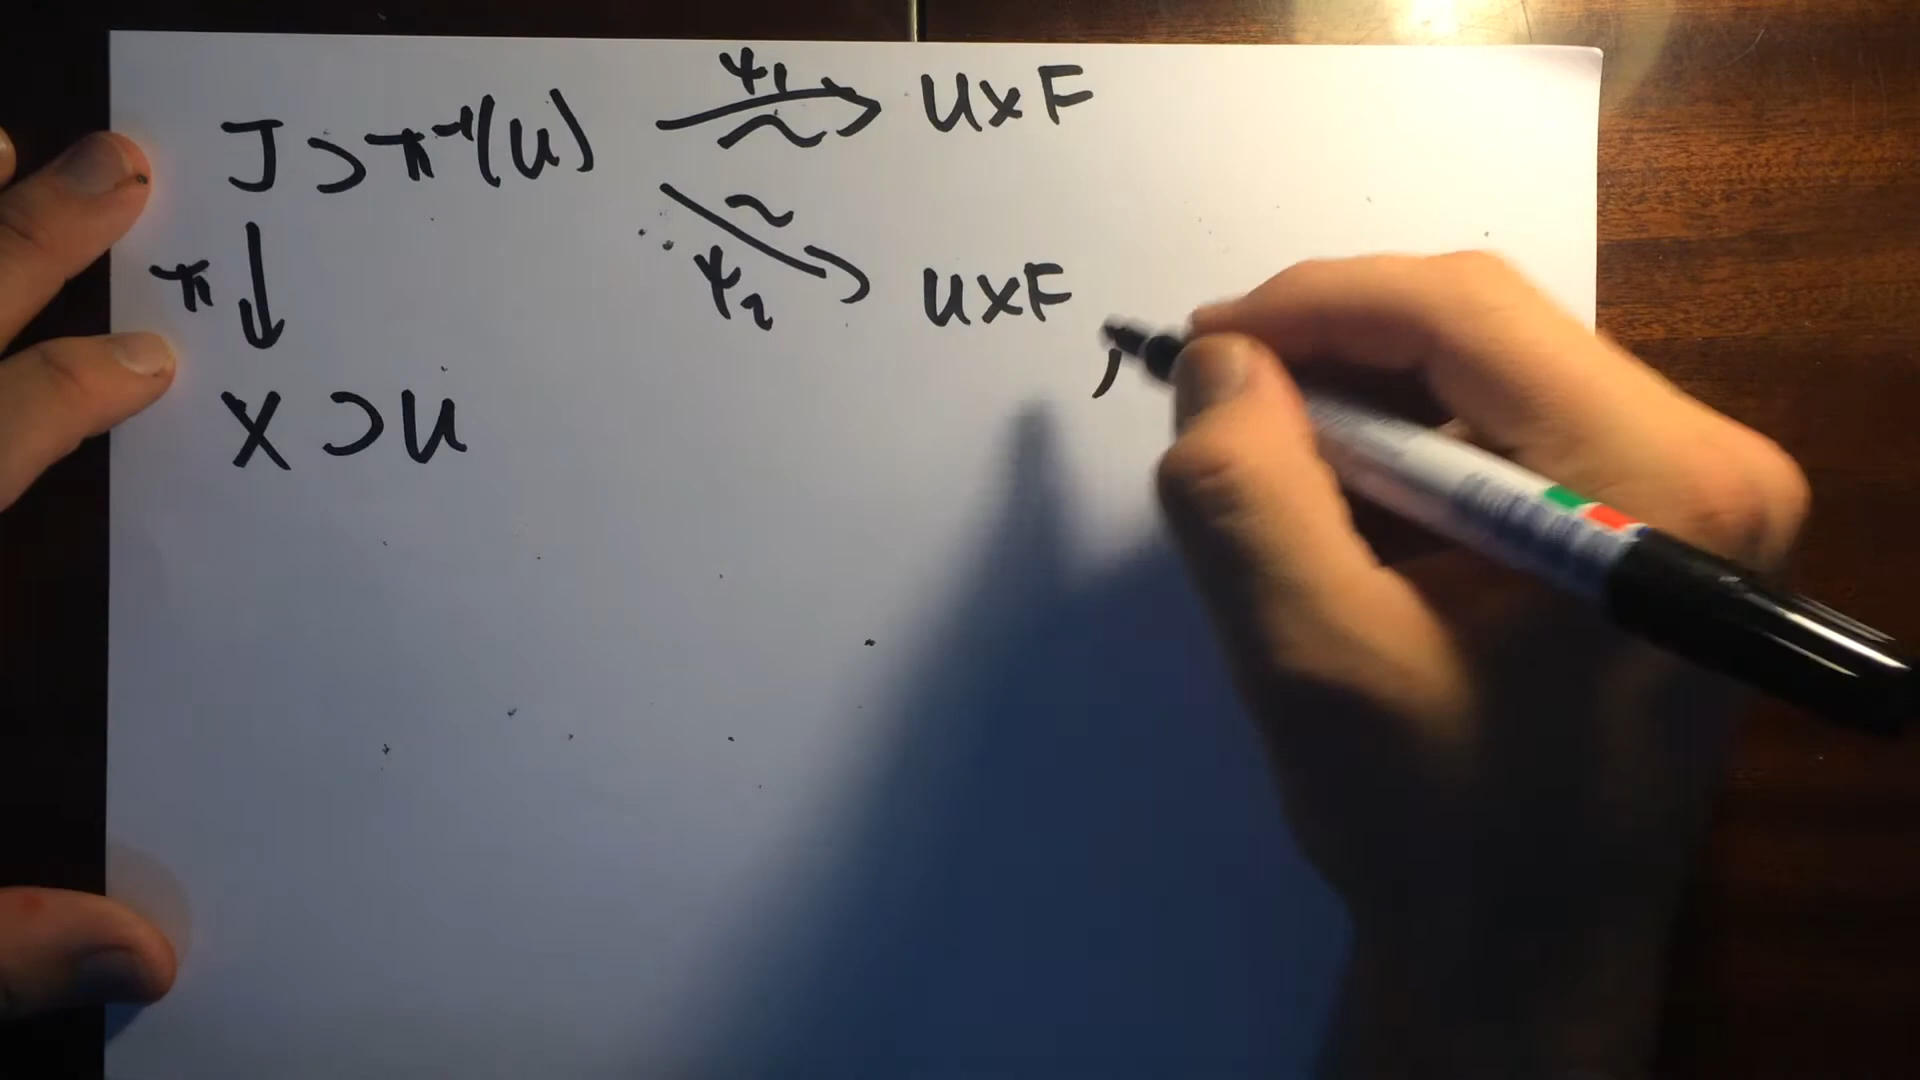 J ⊃ π⁻¹(U) ψ₁ ~ U×F
~ ψ₂ U×F ,
π
X ⊃ U